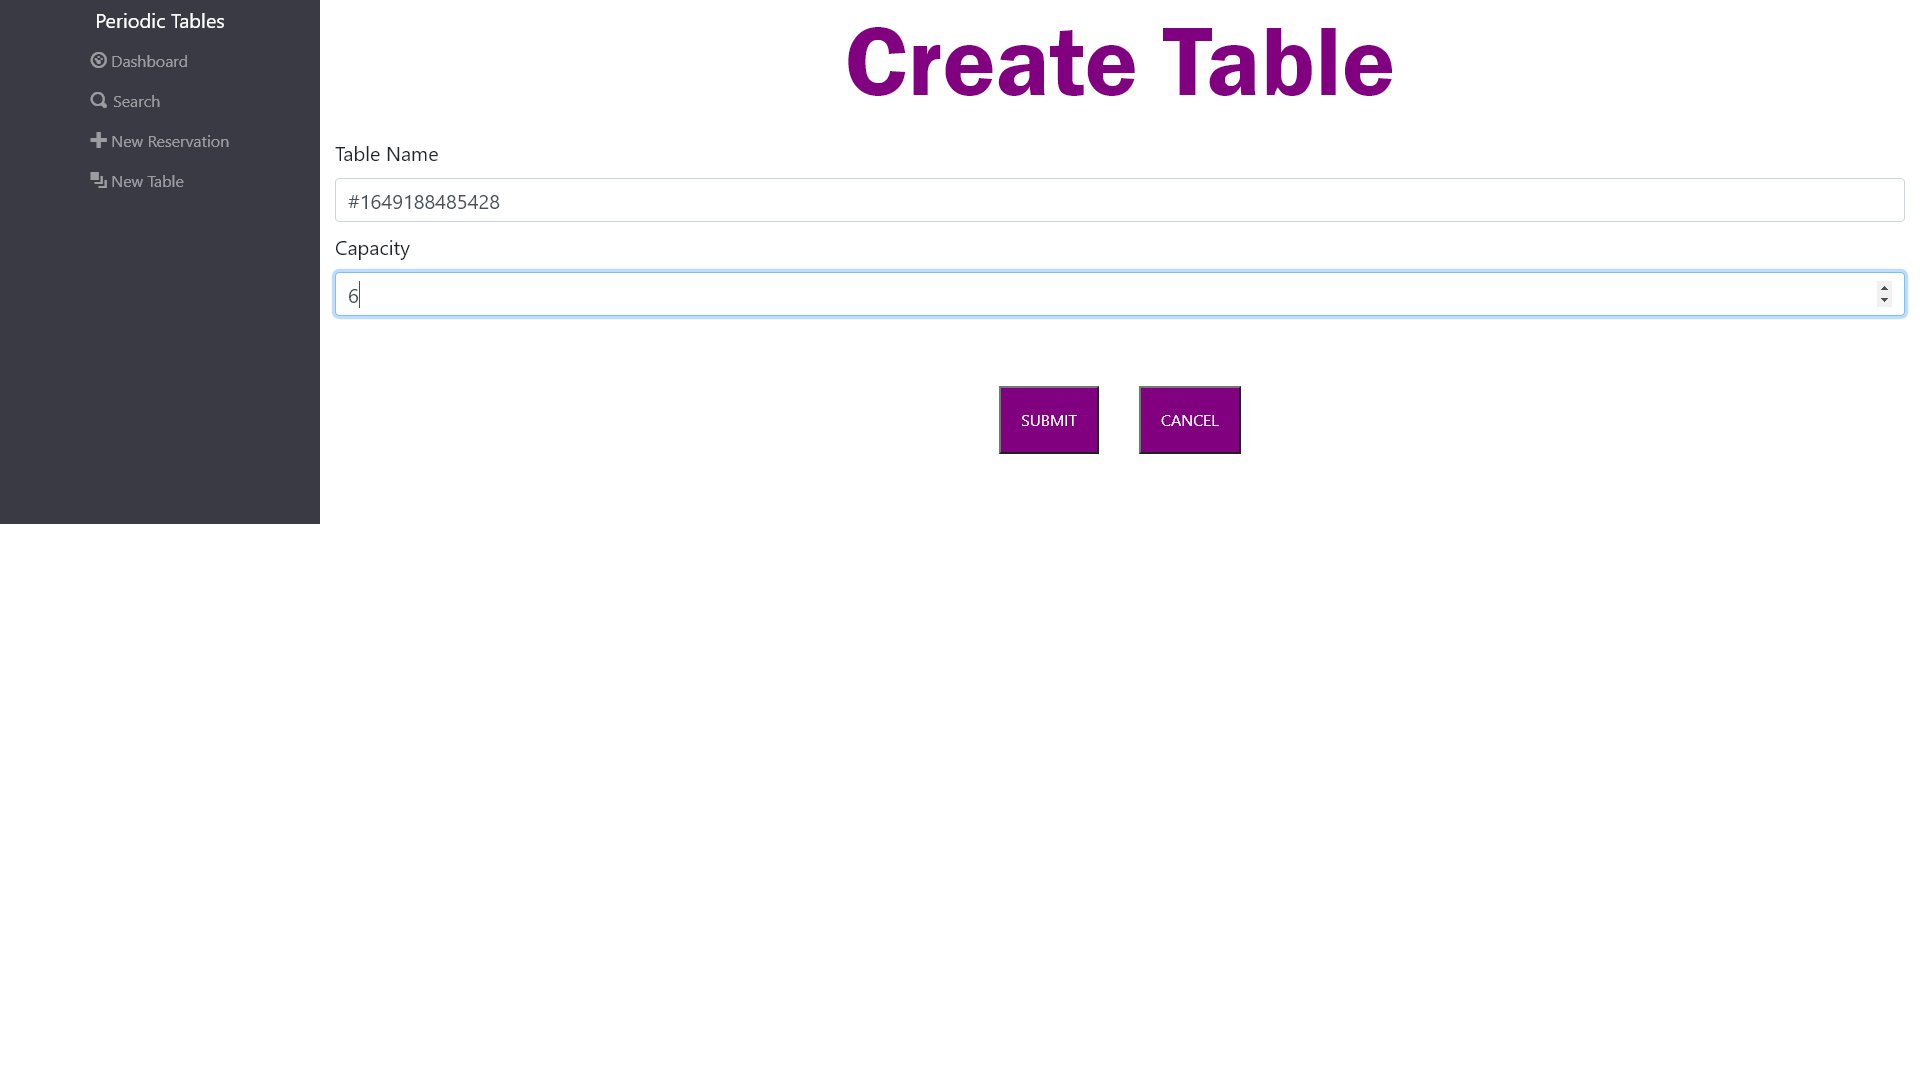 Periodic Tables
Dashboard
Search
New Reservation
New Table
Create Table
Table Name
#1649188485428
Capacity
6
SUBMIT
CANCEL